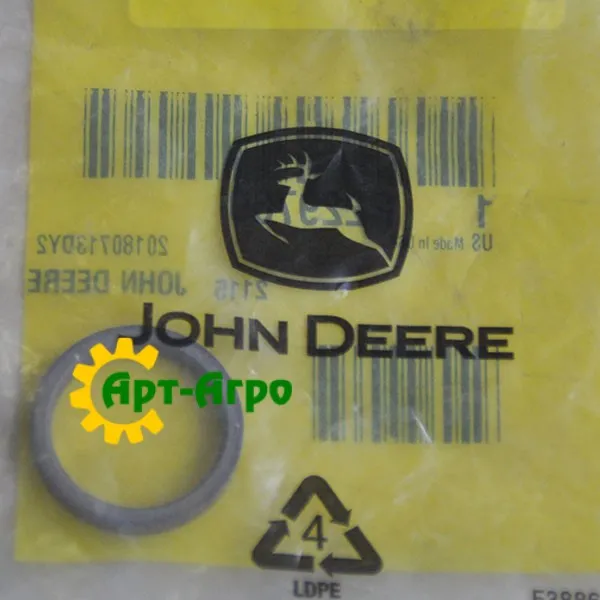 1
US Made in
20180713DY2
2115 JOHN DEERE
JOHN DEERE
Арт-Агро
4
LDPE